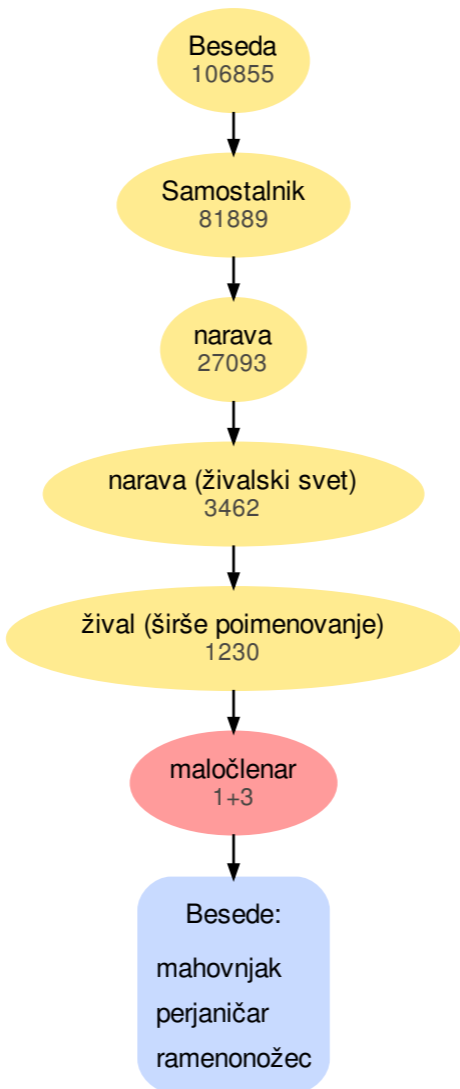 Beseda
106855
Samostalnik
81889
narava
27093
narava (živalski svet)
3462
žival (širše poimenovanje)
1230
maločlenar
1+3
Besede:
mahovnjak
perjaničar
ramenonožec